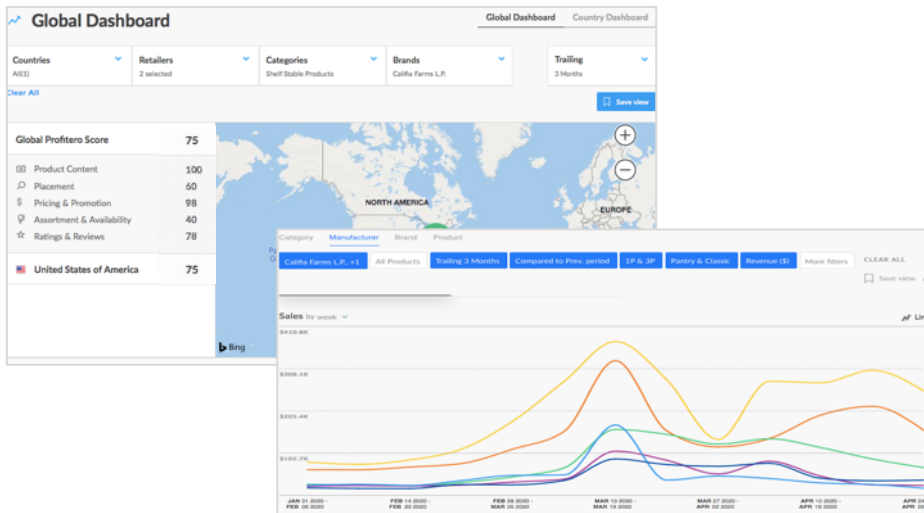 Global Dashboard
Global Dashboard Country Dashboard
Countries
All(1)
Retailers
2 selected
Categories
Shelf Stable Products
Brands
Califia Farms L.P.
Trailing
3 Months
Clear All
Save view
Global Profitero Score 75
Product Content 100
Placement 60
Pricing & Promotion 98
Assortment & Availability 40
Ratings & Reviews 78
United States of America 75
NORTH AMERICA
EUROPE
Bing
Category Manufacturer Brand Product
Califia Farms L.P., +1 All Products Trailing 3 Months Compared to Prev. period 1P & 3P Pantry & Classic Revenue ($) More filters CLEAR ALL
Save view
Sales by week
$410.8K
$308.1K
$205.4K
$102.7K
JAN 31 2020 -
FEB 06 2020
FEB 14 2020 -
FEB 20 2020
FEB 28 2020 -
MAR 05 2020
MAR 13 2020 -
MAR 19 2020
MAR 27 2020 -
APR 02 2020
APR 10 2020 -
APR 16 2020
APR 24